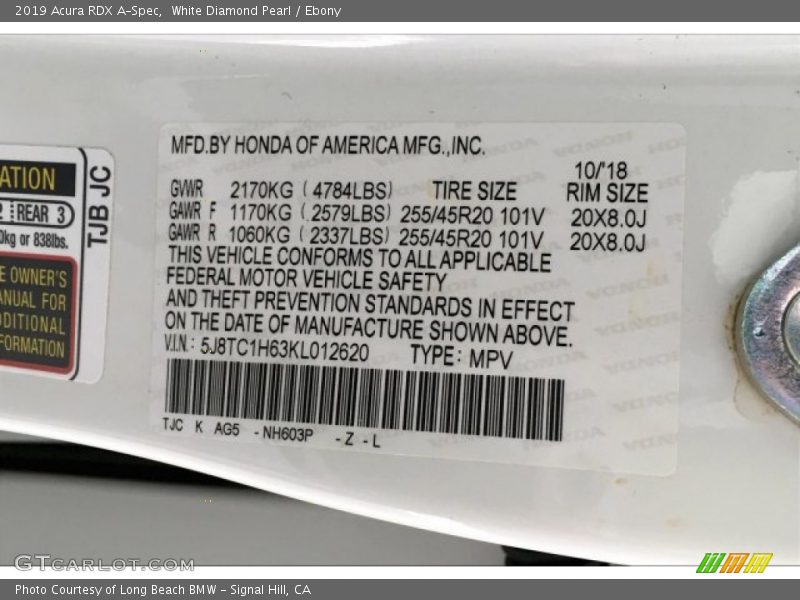 2019 Acura RDX A-Spec, White Diamond Pearl / Ebony
MFD.BY HONDA OF AMERICA MFG.,INC.
10/'18
GVWR 2170KG ( 4784LBS) TIRE SIZE RIM SIZE
GAWR F 1170KG ( 2579LBS) 255/45R20 101V 20X8.0J
GAWR R 1060KG ( 2337LBS) 255/45R20 101V 20X8.0J
THIS VEHICLE CONFORMS TO ALL APPLICABLE
FEDERAL MOTOR VEHICLE SAFETY
AND THEFT PREVENTION STANDARDS IN EFFECT
ON THE DATE OF MANUFACTURE SHOWN ABOVE.
V.I.N.: 5J8TC1H63KL012620 TYPE: MPV
TJC K AG5 -NH603P -Z-L
ATION
REAR 3
0kg or 838lbs.
E OWNER'S
ANUAL FOR
DDITIONAL
FORMATION
TJB JC
GTCARLOT.COM
Photo Courtesy of Long Beach BMW - Signal Hill, CA